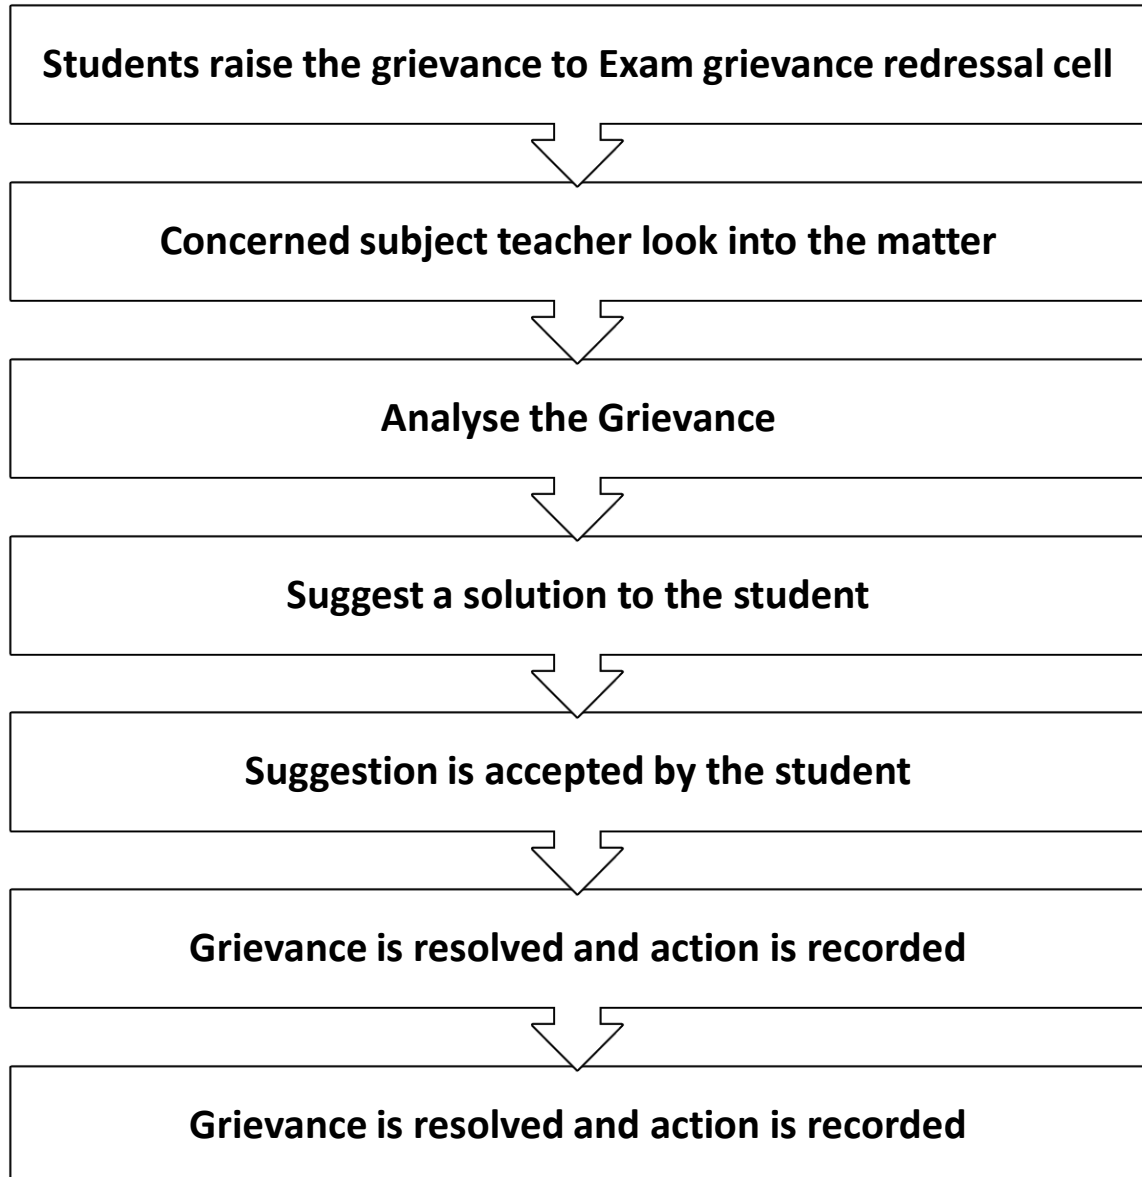 Students raise the grievance to Exam grievance redressal cell
Concerned subject teacher look into the matter
Analyse the Grievance
Suggest a solution to the student
Suggestion is accepted by the student
Grievance is resolved and action is recorded
Grievance is resolved and action is recorded